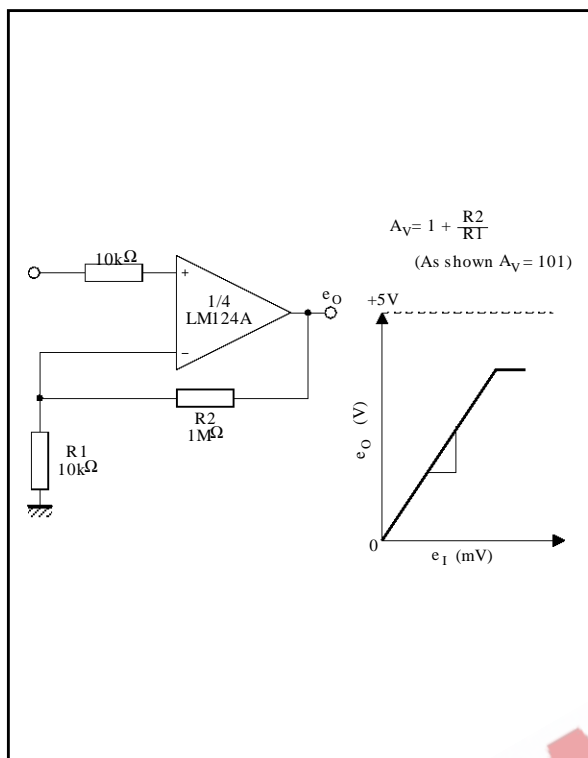 10kΩ
+
1/4
LM124A
−
e_O
R2
1MΩ
R1
10kΩ
A_V = 1 + R2/R1
(As shown A_V = 101)
+5V
e_O (V)
0
e_I (mV)